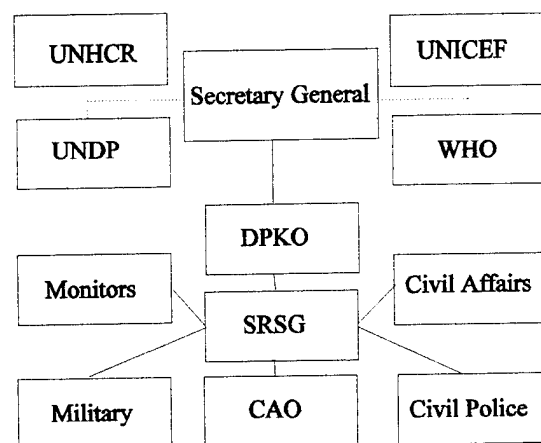 UNHCR
UNICEF
Secretary General
UNDP
WHO
DPKO
Monitors
Civil Affairs
SRSG
Military
CAO
Civil Police